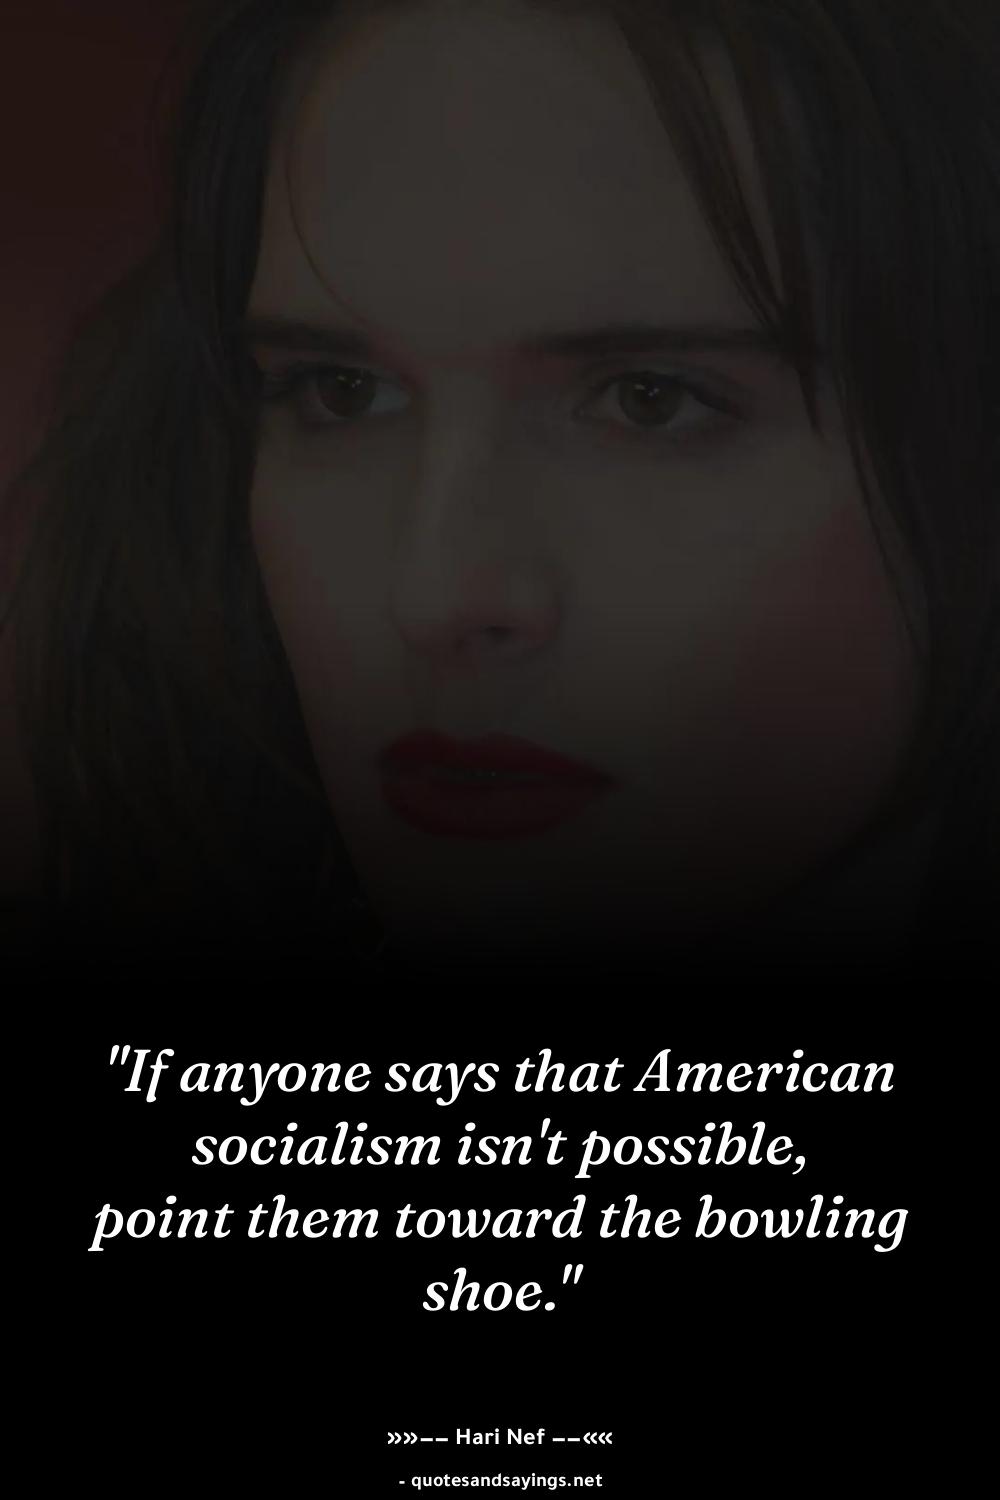 "If anyone says that American
socialism isn't possible,
point them toward the bowling
shoe."
»»−− Hari Nef −−««
- quotesandsayings.net